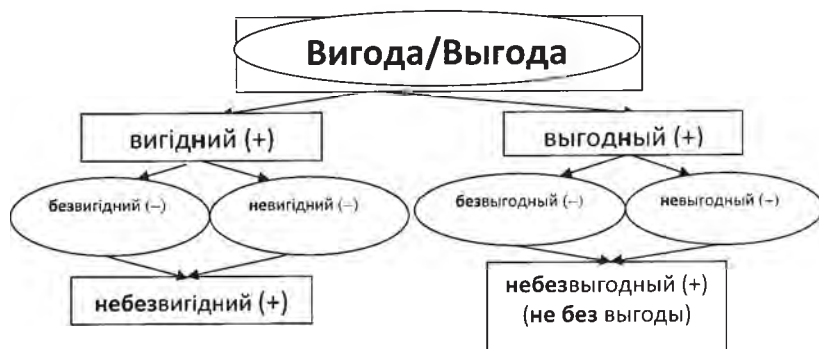 Вигода/Выгода
вигідний (+)
выгодный (+)
безвигідний (–)
невигідний (–)
безвыгодный (–)
невыгодный (–)
небезвигідний (+)
небезвыгодный (+)
(не без выгоды)